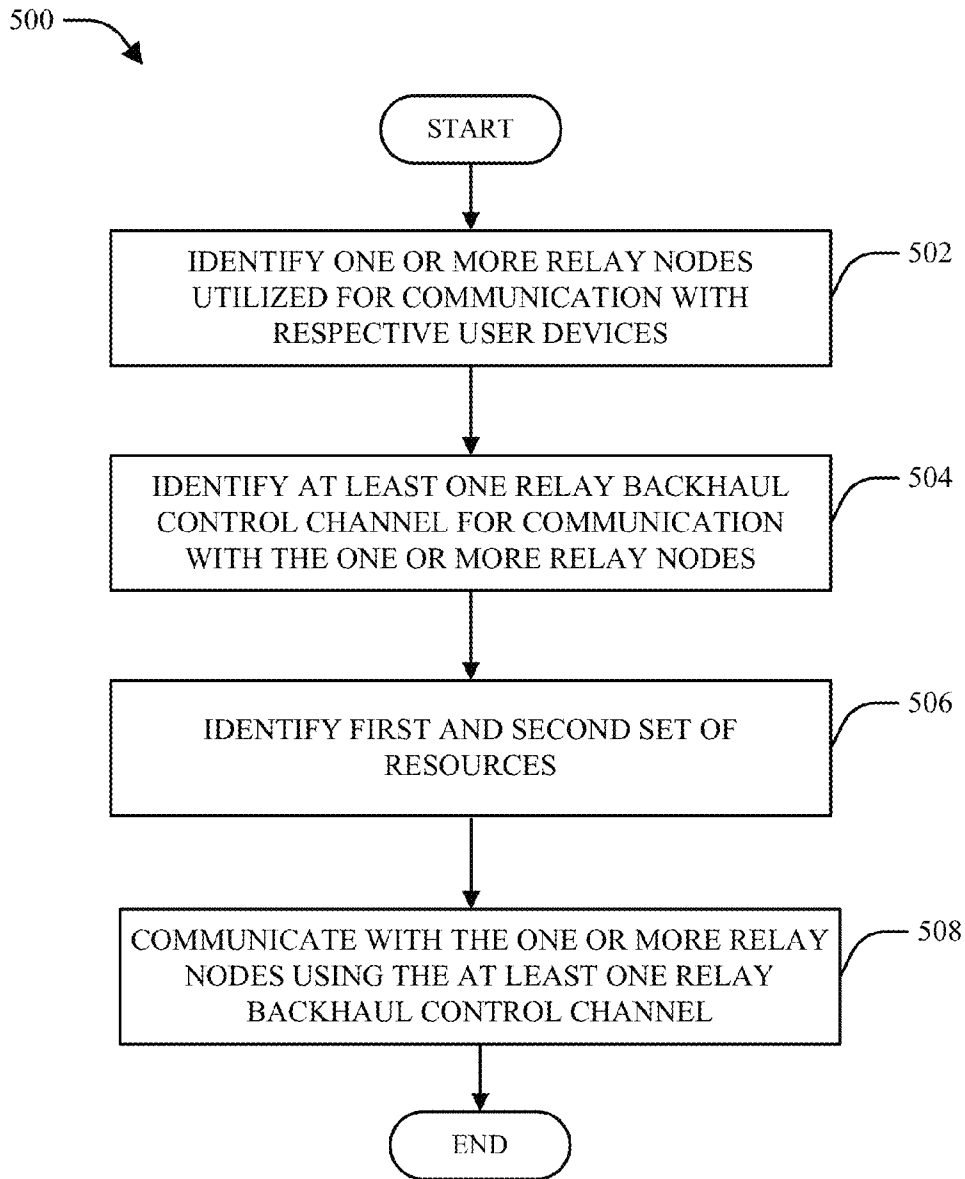 500
START
IDENTIFY ONE OR MORE RELAY NODES
UTILIZED FOR COMMUNICATION WITH
RESPECTIVE USER DEVICES
502
IDENTIFY AT LEAST ONE RELAY BACKHAUL
CONTROL CHANNEL FOR COMMUNICATION
WITH THE ONE OR MORE RELAY NODES
504
IDENTIFY FIRST AND SECOND SET OF
RESOURCES
506
COMMUNICATE WITH THE ONE OR MORE RELAY
NODES USING THE AT LEAST ONE RELAY
BACKHAUL CONTROL CHANNEL
508
END